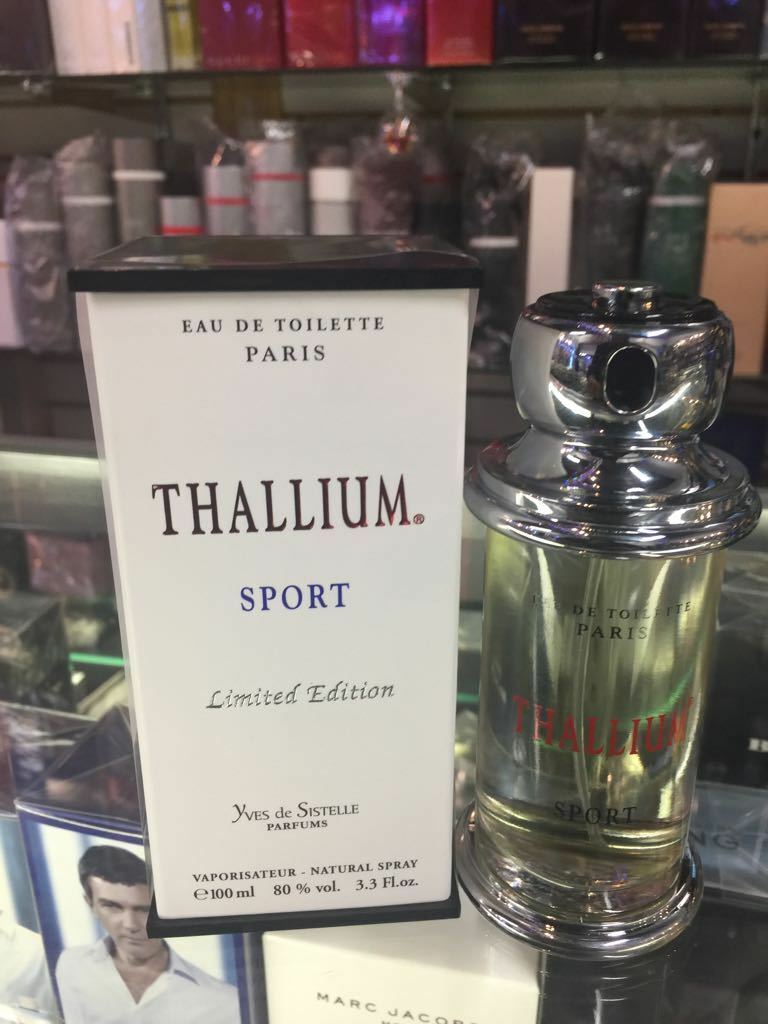 EAU DE TOILETTE
PARIS
THALLIUM®
SPORT
Limited Edition
YVES de SISTELLE
PARFUMS
VAPORISATEUR - NATURAL SPRAY
℮100 ml 80 % vol. 3.3 Fl.oz.
DE TOILETTE
PARIS
THALLIUM
SPORT
MARC JACOBS